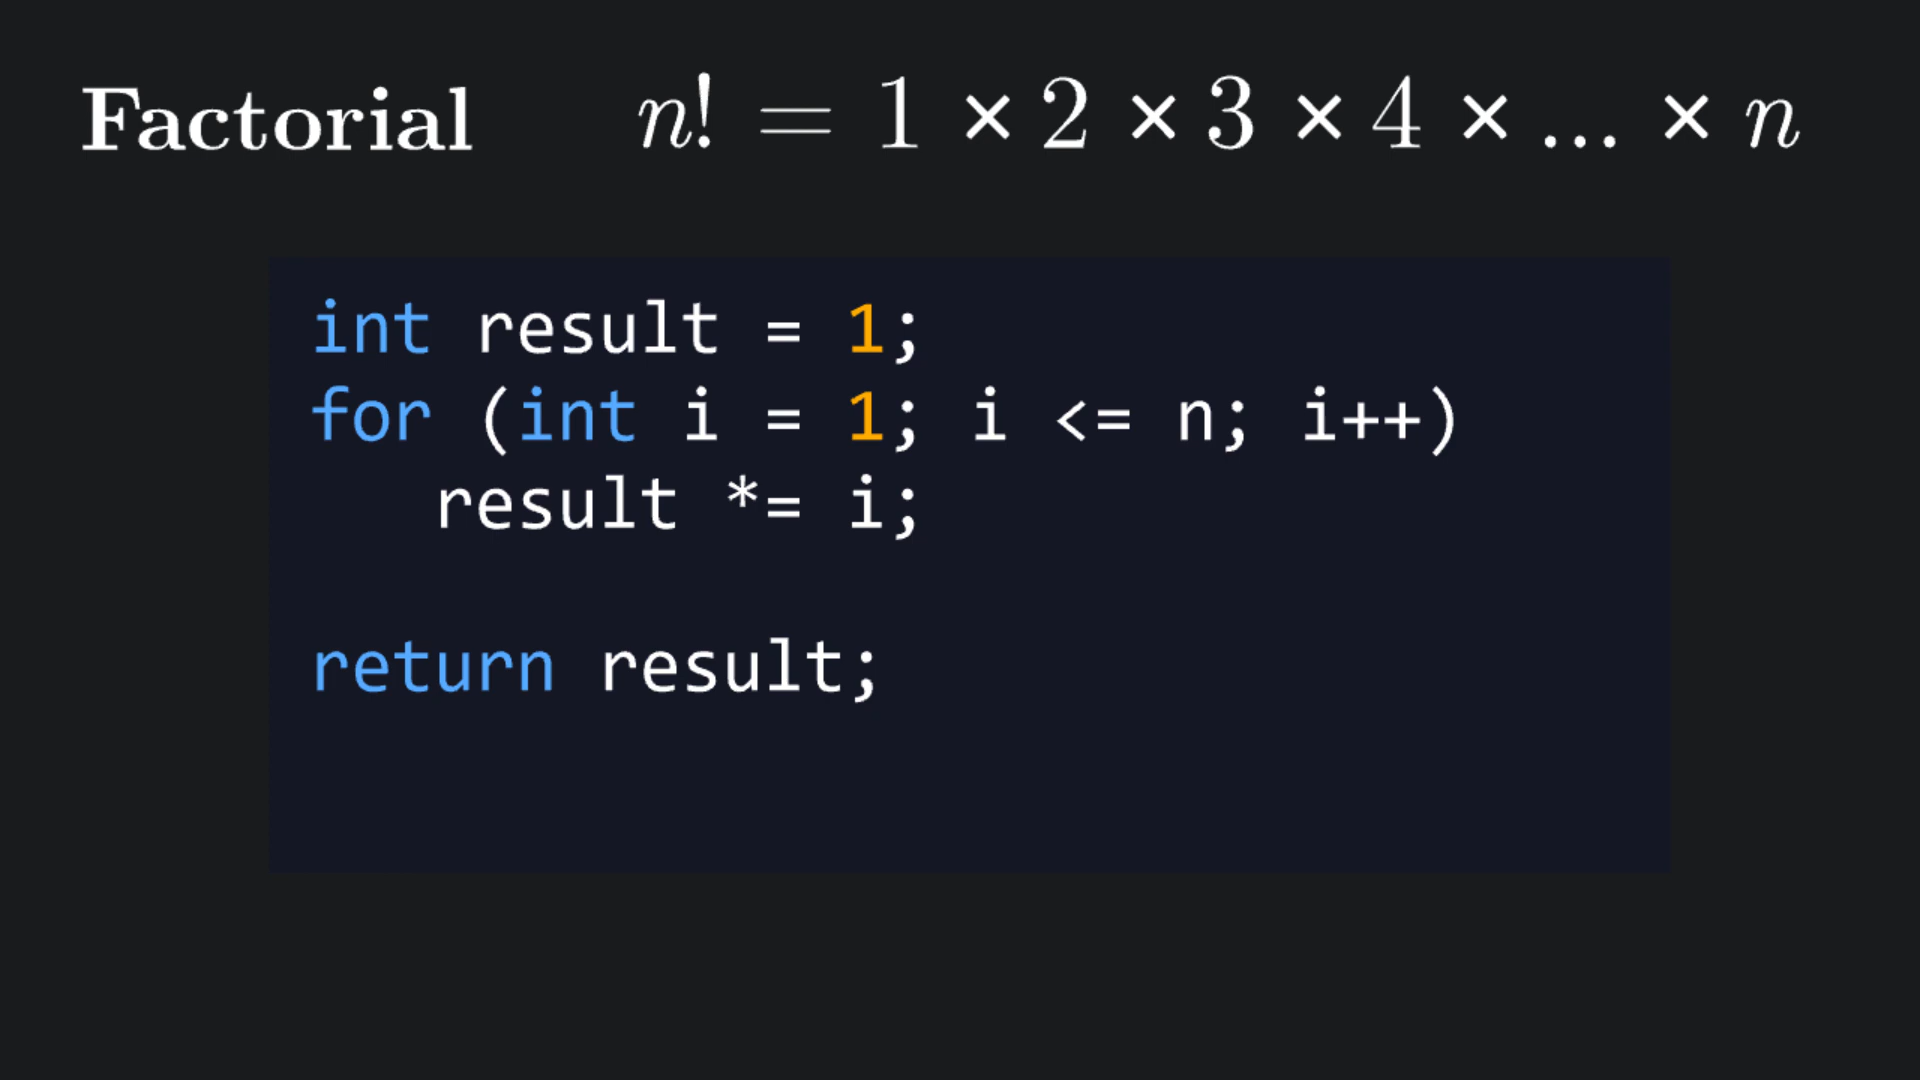 Factorial n! = 1 × 2 × 3 × 4 × ... × n
int result = 1;
for (int i = 1; i <= n; i++)
   result *= i;
return result;